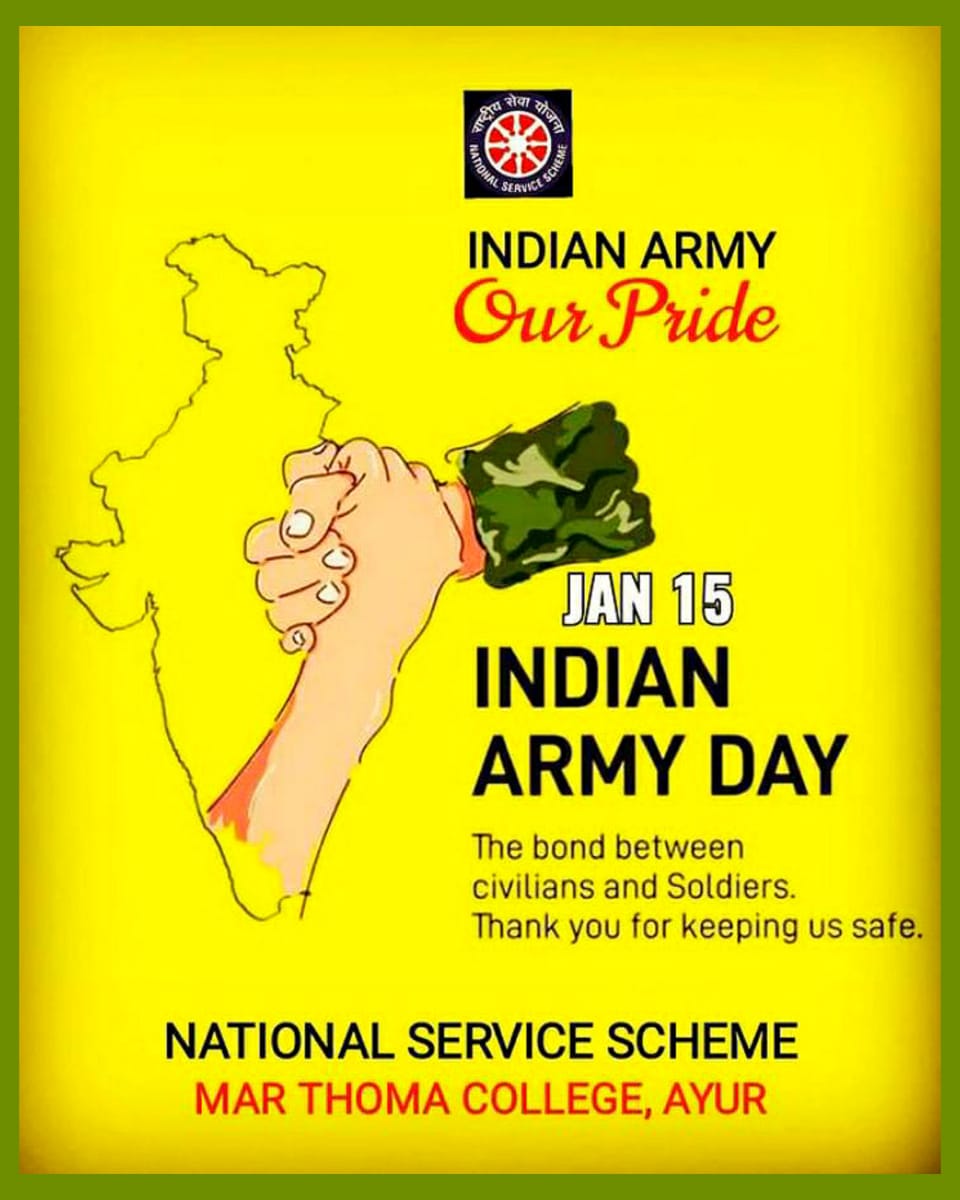 राष्ट्रीय सेवा योजना
NATIONAL SERVICE SCHEME
INDIAN ARMY
Our Pride
JAN 15
INDIAN
ARMY DAY
The bond between
civilians and Soldiers.
Thank you for keeping us safe.
NATIONAL SERVICE SCHEME
MAR THOMA COLLEGE, AYUR